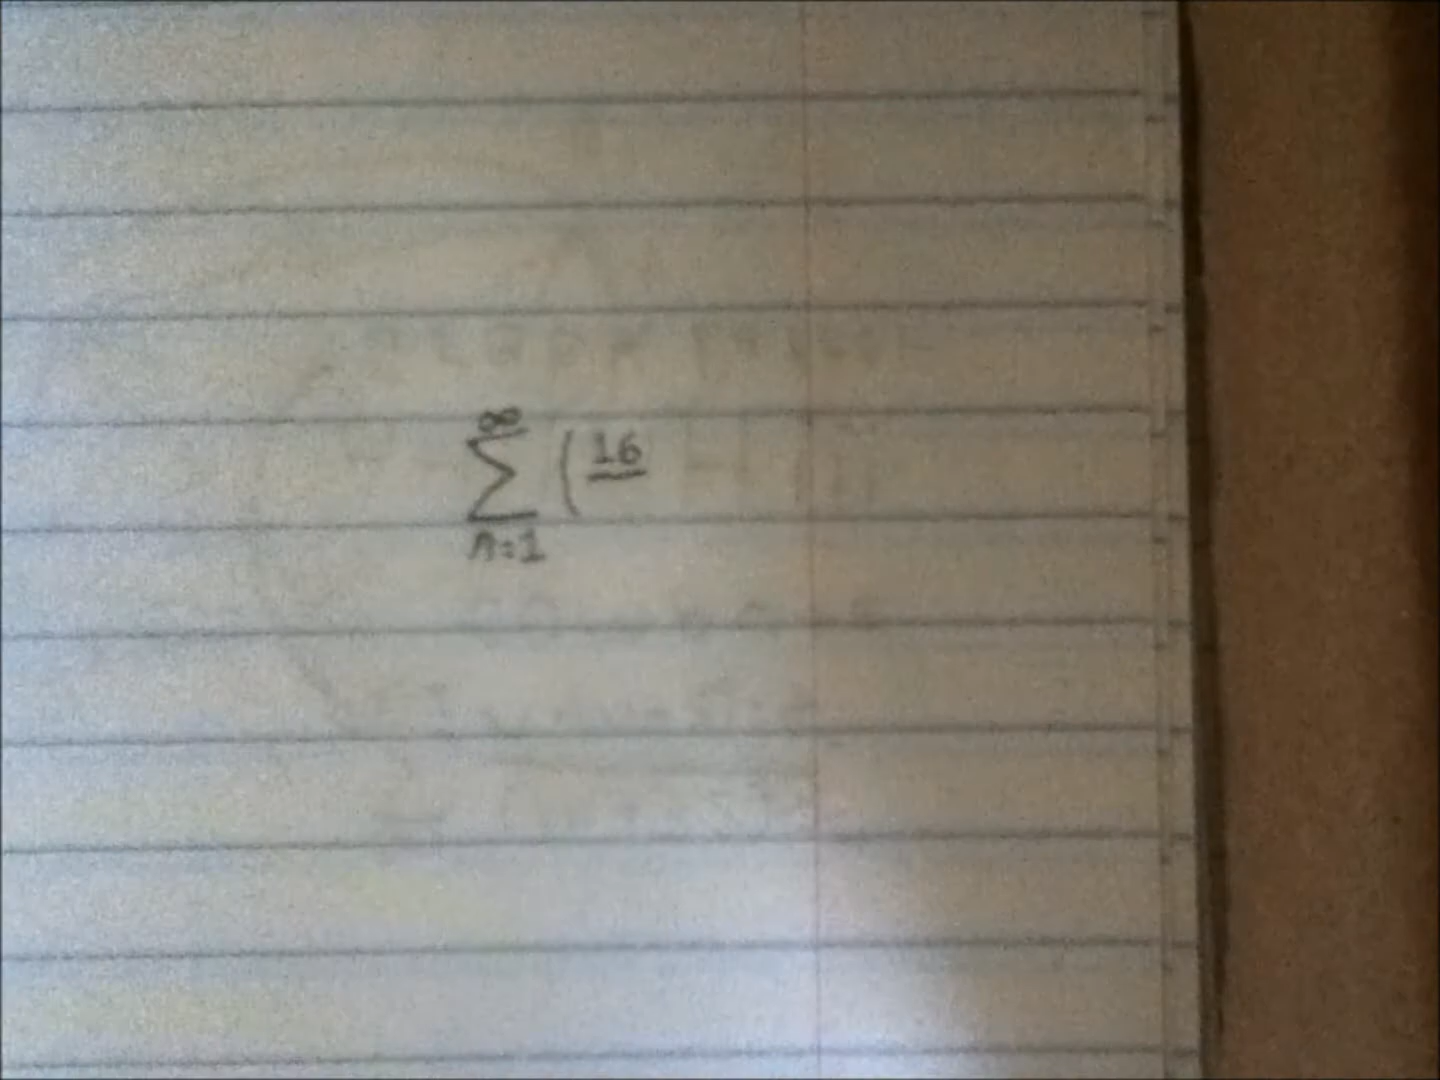 ∞
∑ ( 16
n=1